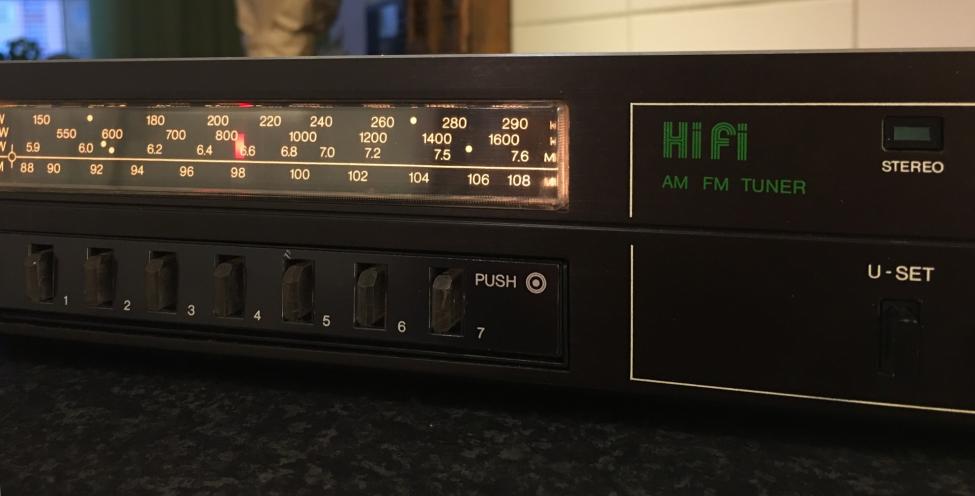 W 150 180 200 220 240 260 280 290
W 550 600 700 800 1000 1200 1400 1600
5.9 6.0 6.2 6.4 6.6 6.8 7.0 7.2 7.5 7.6 M
M 88 90 92 94 96 98 100 102 104 106 108 M
HiFi
AM FM TUNER
STEREO
PUSH
1 2 3 4 5 6 7
U-SET